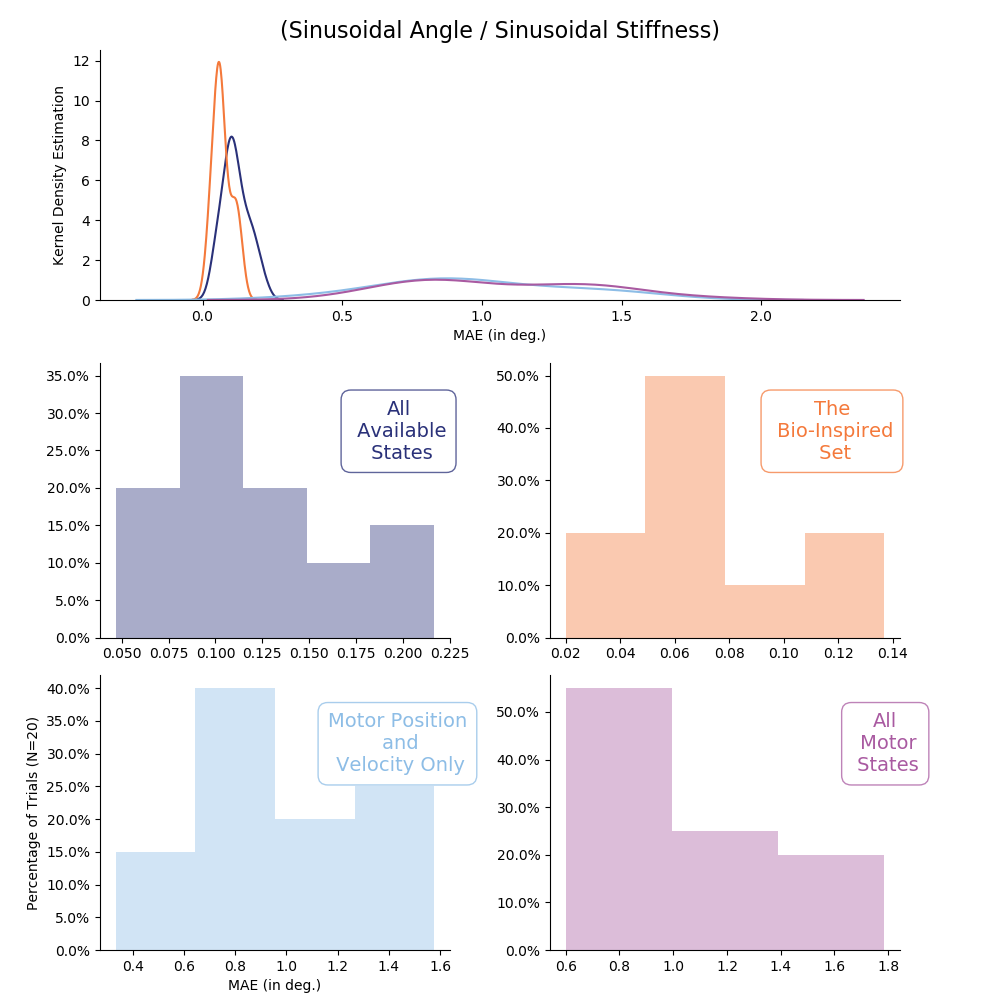 (Sinusoidal Angle / Sinusoidal Stiffness)
12
10
8
6
4
2
0
Kernel Density Estimation
0.0 0.5 1.0 1.5 2.0
MAE (in deg.)
35.0%
30.0%
25.0%
20.0%
15.0%
10.0%
5.0%
0.0%
All
Available
States
0.050 0.075 0.100 0.125 0.150 0.175 0.200 0.225
50.0%
40.0%
30.0%
20.0%
10.0%
0.0%
The
Bio-Inspired
Set
0.02 0.04 0.06 0.08 0.10 0.12 0.14
40.0%
35.0%
30.0%
25.0%
20.0%
15.0%
10.0%
5.0%
0.0%
Percentage of Trials (N=20)
Motor Position
and
Velocity Only
0.4 0.6 0.8 1.0 1.2 1.4 1.6
MAE (in deg.)
50.0%
40.0%
30.0%
20.0%
10.0%
0.0%
All
Motor
States
0.6 0.8 1.0 1.2 1.4 1.6 1.8